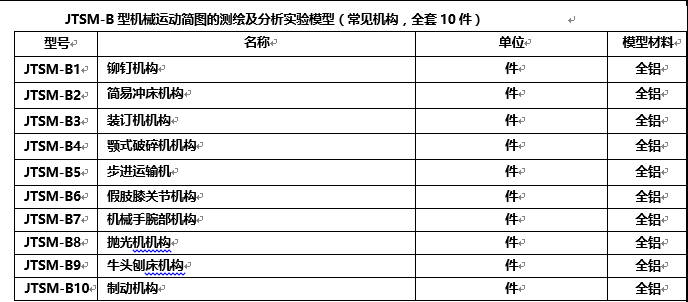 JTSM-B 型机械运动简图的测绘及分析实验模型（常见机构，全套 10 件）
型号 名称 单位 模型材料
JTSM-B1 铆钉机构 件 全铝
JTSM-B2 简易冲床机构 件 全铝
JTSM-B3 装订机机构 件 全铝
JTSM-B4 颚式破碎机机构 件 全铝
JTSM-B5 步进运输机 件 全铝
JTSM-B6 假肢膝关节机构 件 全铝
JTSM-B7 机械手腕部机构 件 全铝
JTSM-B8 抛光机机构 件 全铝
JTSM-B9 牛头刨床机构 件 全铝
JTSM-B10 制动机构 件 全铝